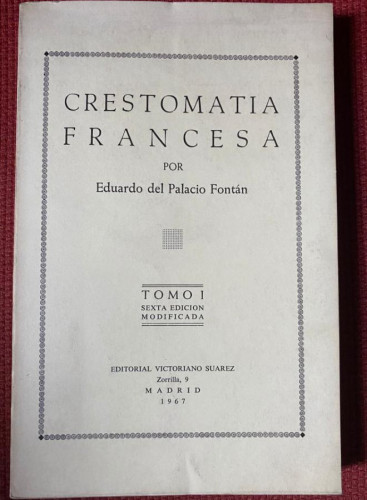 CRESTOMATIA
FRANCESA
POR
Eduardo del Palacio Fontán
TOMO I
SEXTA EDICION
MODIFICADA
EDITORIAL VICTORIANO SUAREZ
Zorrilla, 9
MADRID
1967